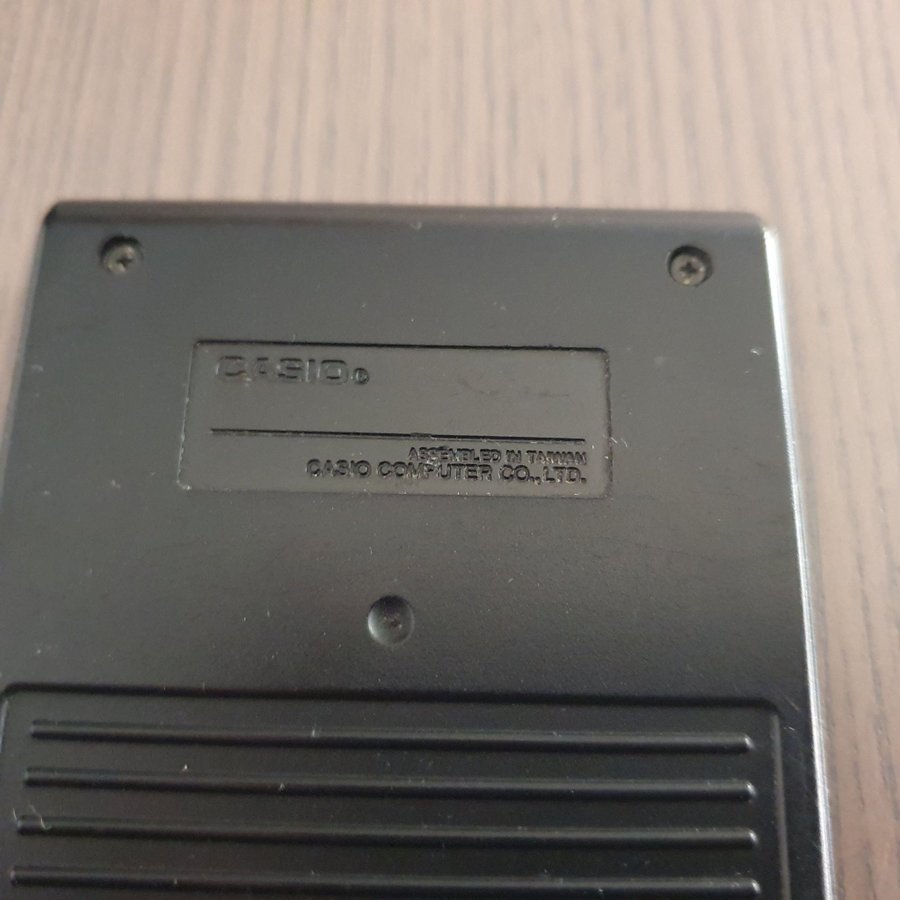 CASIO®
ASSEMBLED IN TAIWAN
CASIO COMPUTER CO., LTD.